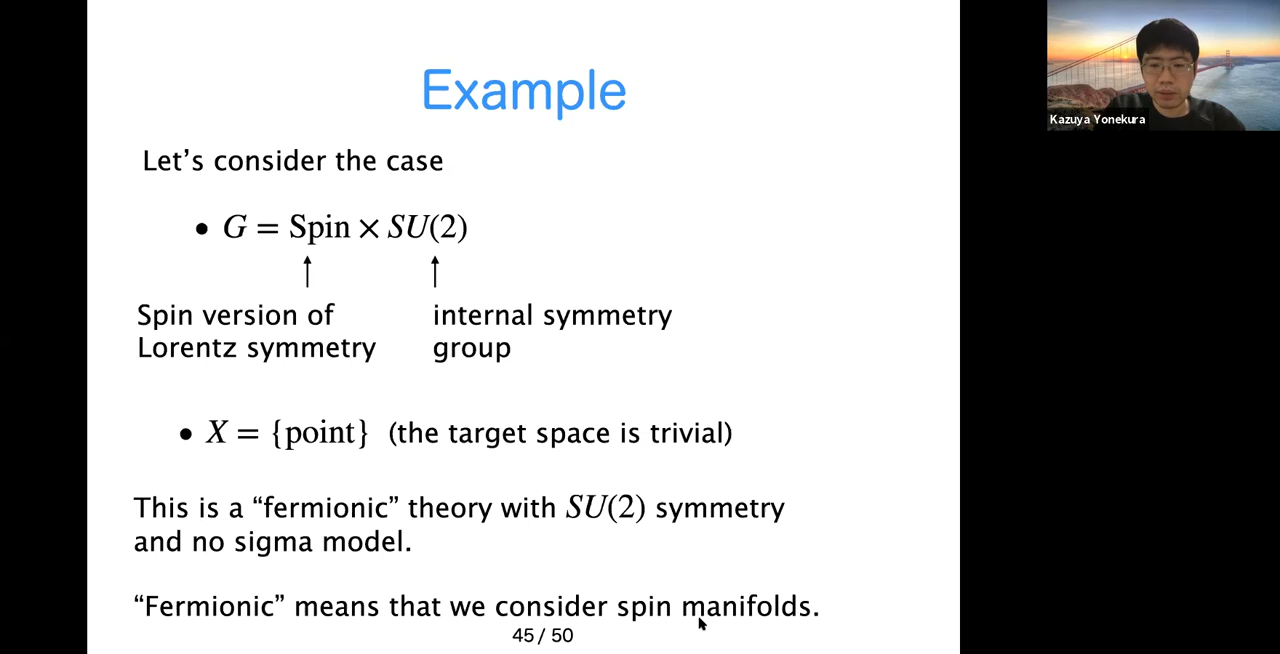 Example
Let’s consider the case
• G = Spin × SU(2)
↑ ↑
Spin version of
Lorentz symmetry
internal symmetry
group
• X = {point} (the target space is trivial)
This is a “fermionic” theory with SU(2) symmetry
and no sigma model.
“Fermionic” means that we consider spin manifolds.
45 / 50
Kazuya Yonekura